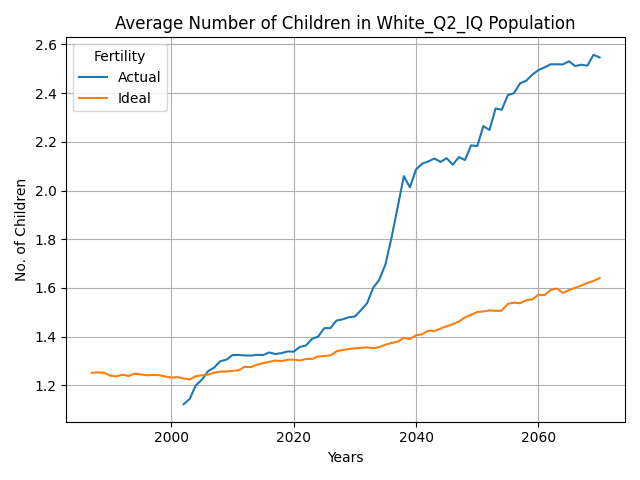 Average Number of Children in White_Q2_IQ Population
Fertility
Actual
Ideal
No. of Children
2.6
2.4
2.2
2.0
1.8
1.6
1.4
1.2
2000
2020
2040
2060
Years